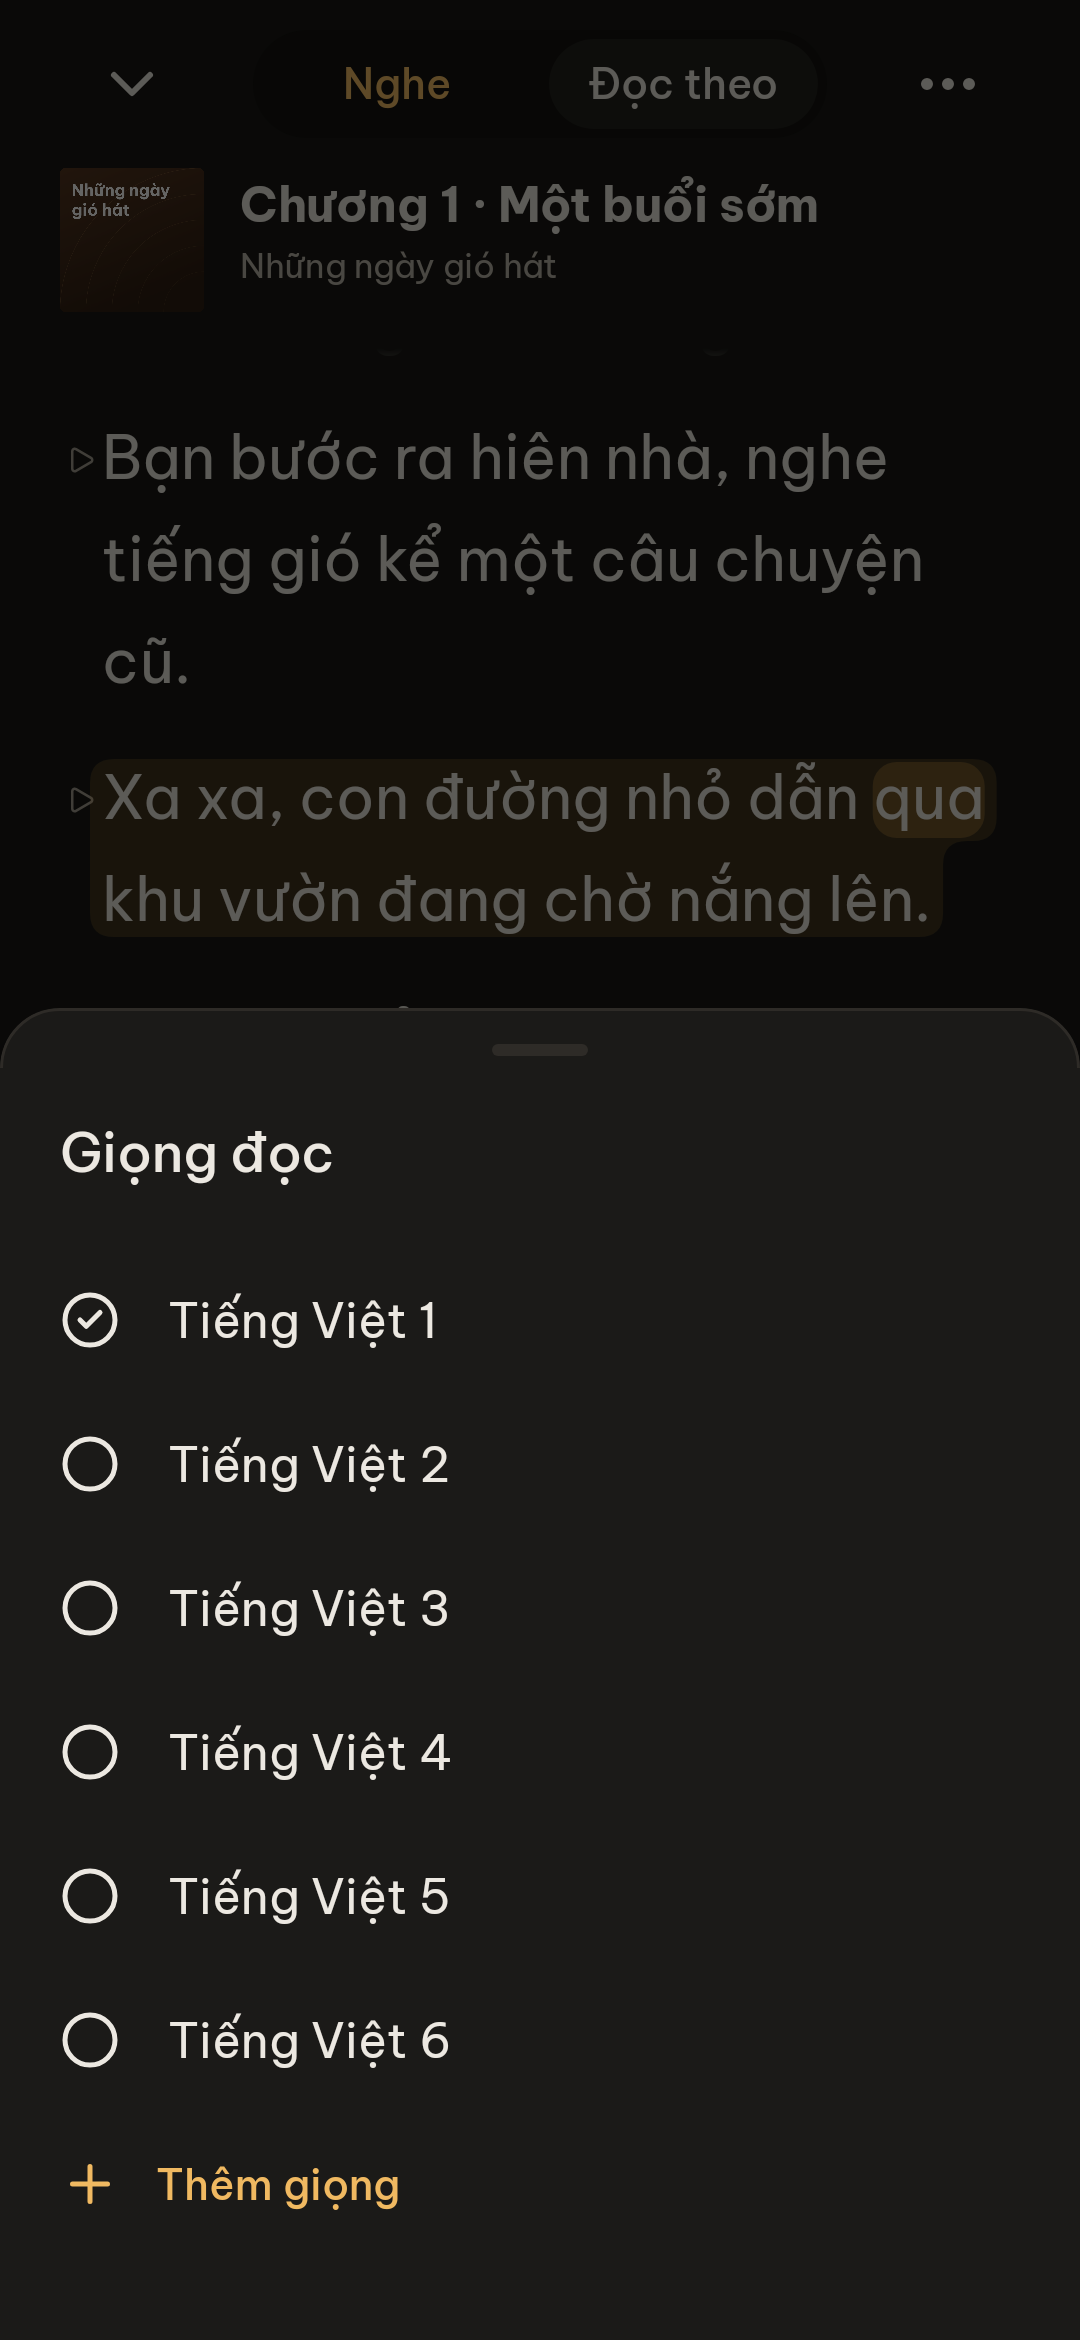 Nghe
Đọc theo
Những ngày
gió hát
Chương 1 · Một buổi sớm
Những ngày gió hát
Bạn bước ra hiên nhà, nghe
tiếng gió kể một câu chuyện
cũ.
Xa xa, con đường nhỏ dẫn qua
khu vườn đang chờ nắng lên.
Giọng đọc
Tiếng Việt 1
Tiếng Việt 2
Tiếng Việt 3
Tiếng Việt 4
Tiếng Việt 5
Tiếng Việt 6
Thêm giọng